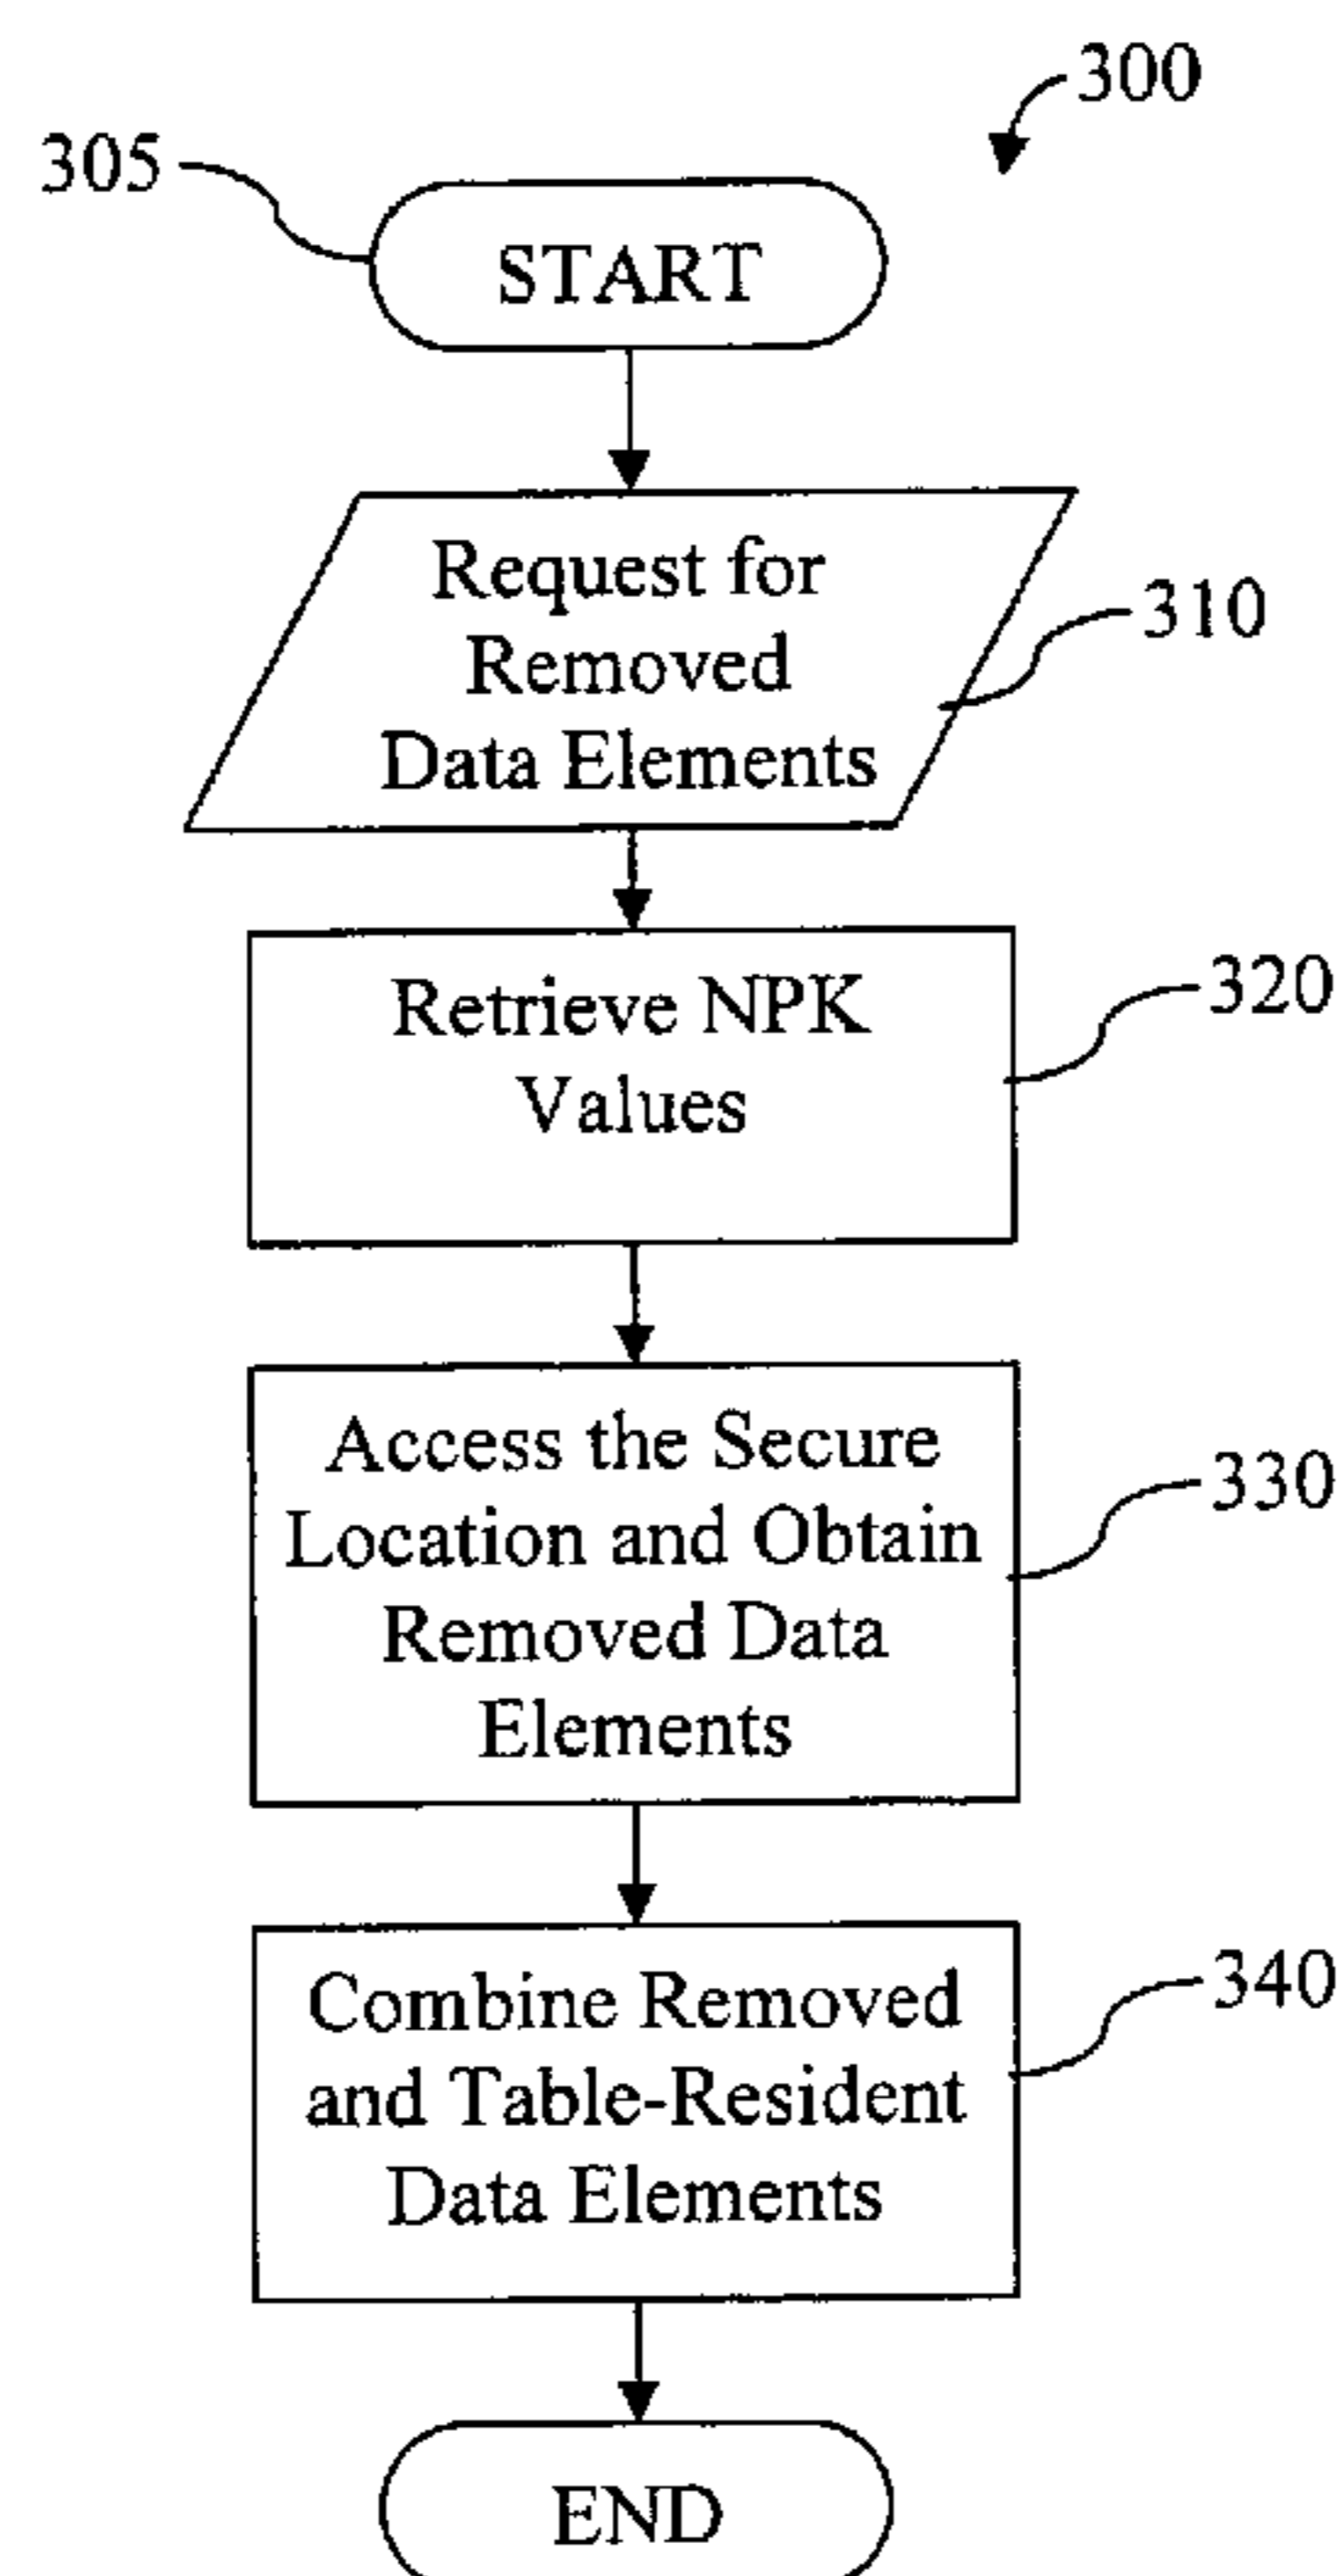 300
305
START
Request for
Removed
Data Elements
310
Retrieve NPK
Values
320
Access the Secure
Location and Obtain
Removed Data
Elements
330
Combine Removed
and Table-Resident
Data Elements
340
END